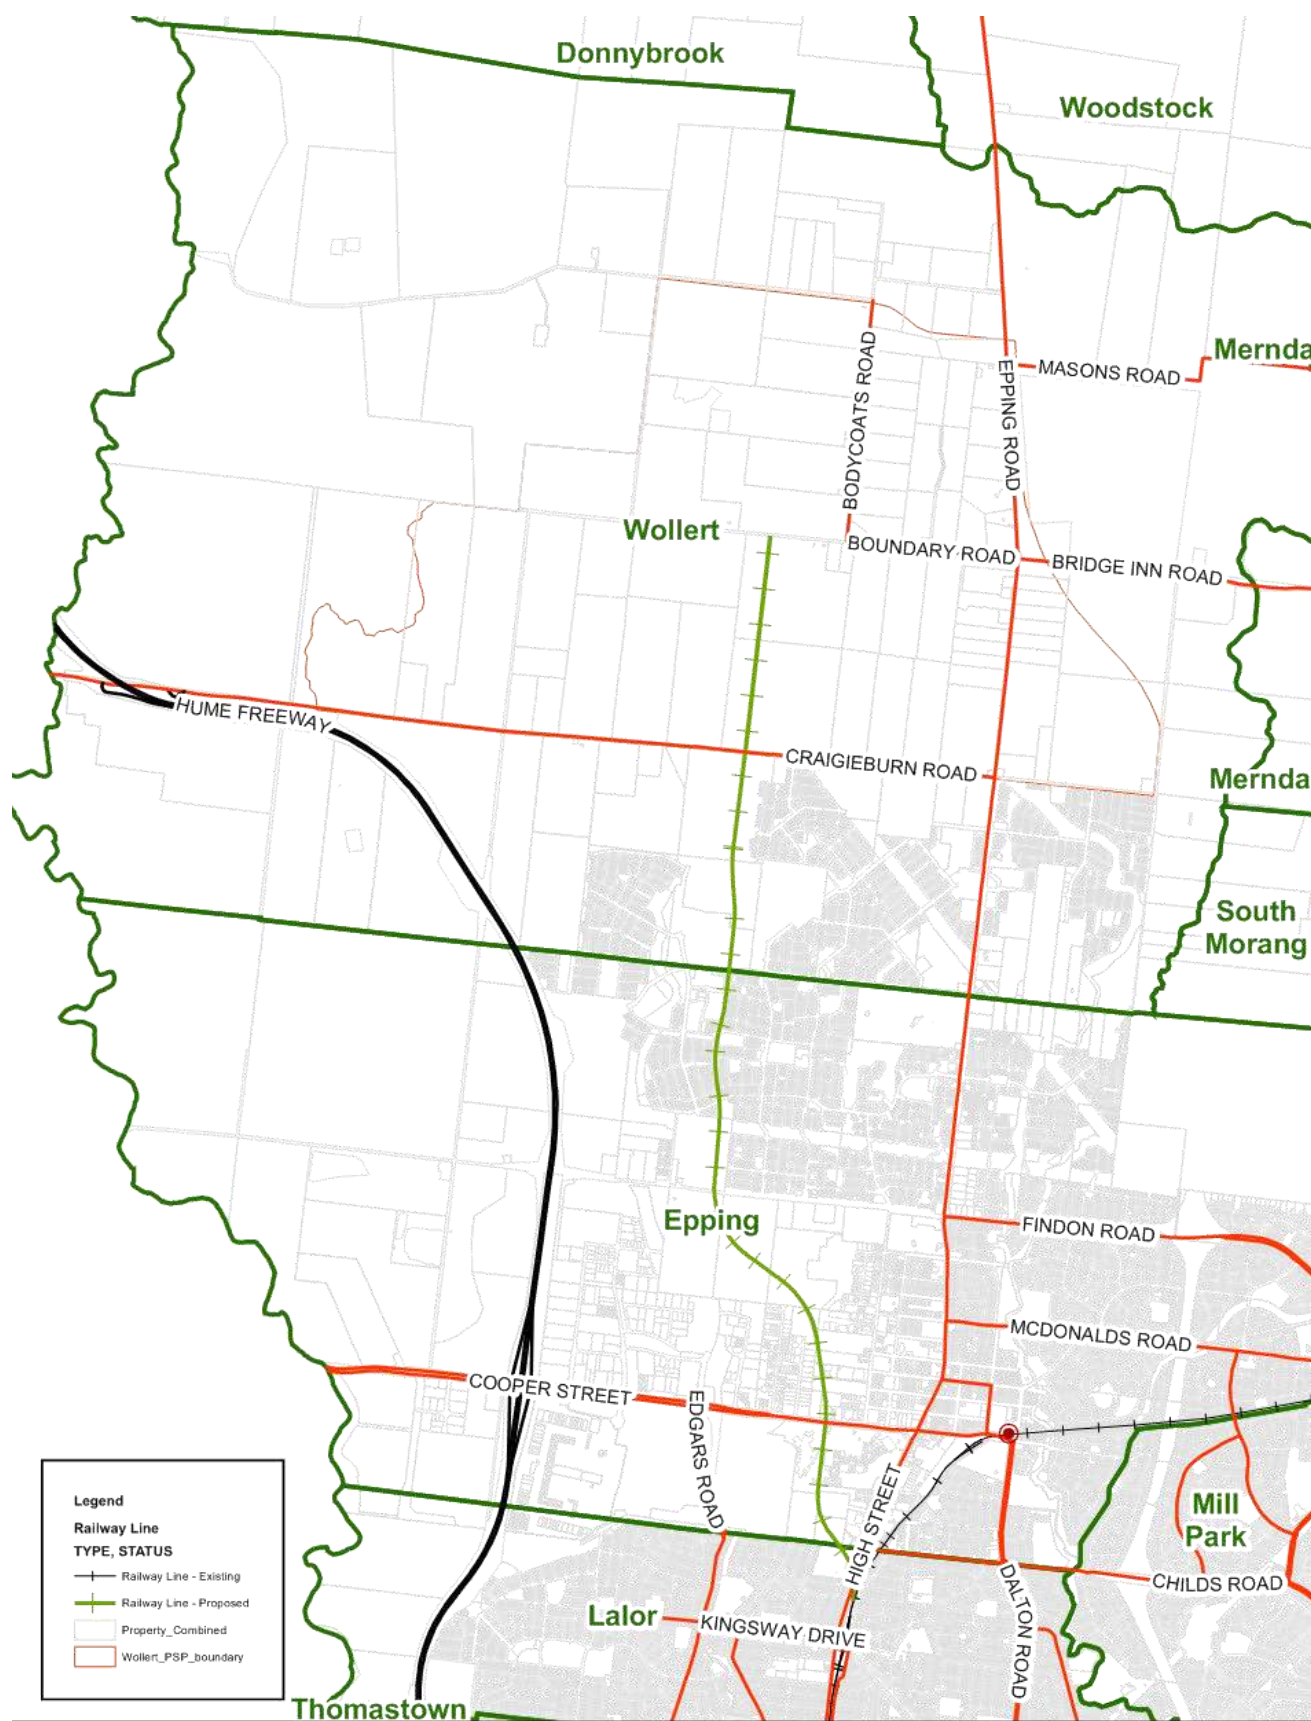 Donnybrook
Woodstock
Mernda
MASONS ROAD
EPPING ROAD
BODYCOATS ROAD
Wollert
BOUNDARY ROAD
BRIDGE INN ROAD
HUME FREEWAY
CRAIGIEBURN ROAD
Mernda
South
Morang
Epping
FINDON ROAD
MCDONALDS ROAD
COOPER STREET
EDGARS ROAD
HIGH STREET
Mill
Park
CHILDS ROAD
DALTON ROAD
Lalor
KINGSWAY DRIVE
Thomastown
Legend
Railway Line
TYPE, STATUS
Railway Line - Existing
Railway Line - Proposed
Property_Combined
Wollert_PSP_boundary